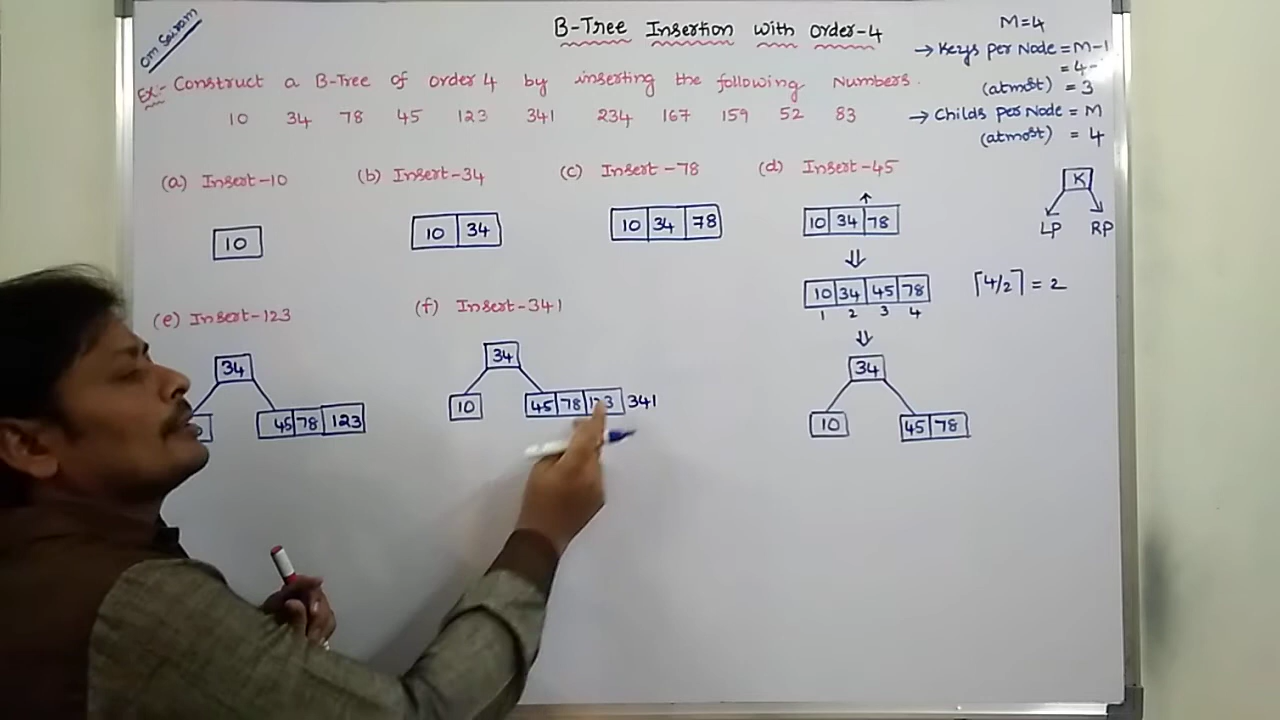 Om Sairam
B-Tree Insertion with order-4
M=4
→ Keys per Node = M-1
= 4-
(atmost) = 3
→ Childs per Node = M
(atmost) = 4
Ex:- Construct a B-Tree of order 4 by inserting the following Numbers.
10 34 78 45 123 341 234 167 159 52 83
(a) Insert-10
10
(b) Insert-34
10 34
(c) Insert-78
10 34 78
(d) Insert-45
↑
10 34 78
⇓
10 34 45 78
1 2 3 4
⌈4/2⌉ = 2
⇓
34
10 45 78
K
LP RP
(e) Insert-123
34
45 78 123
(f) Insert-341
34
10 45 78 123 341